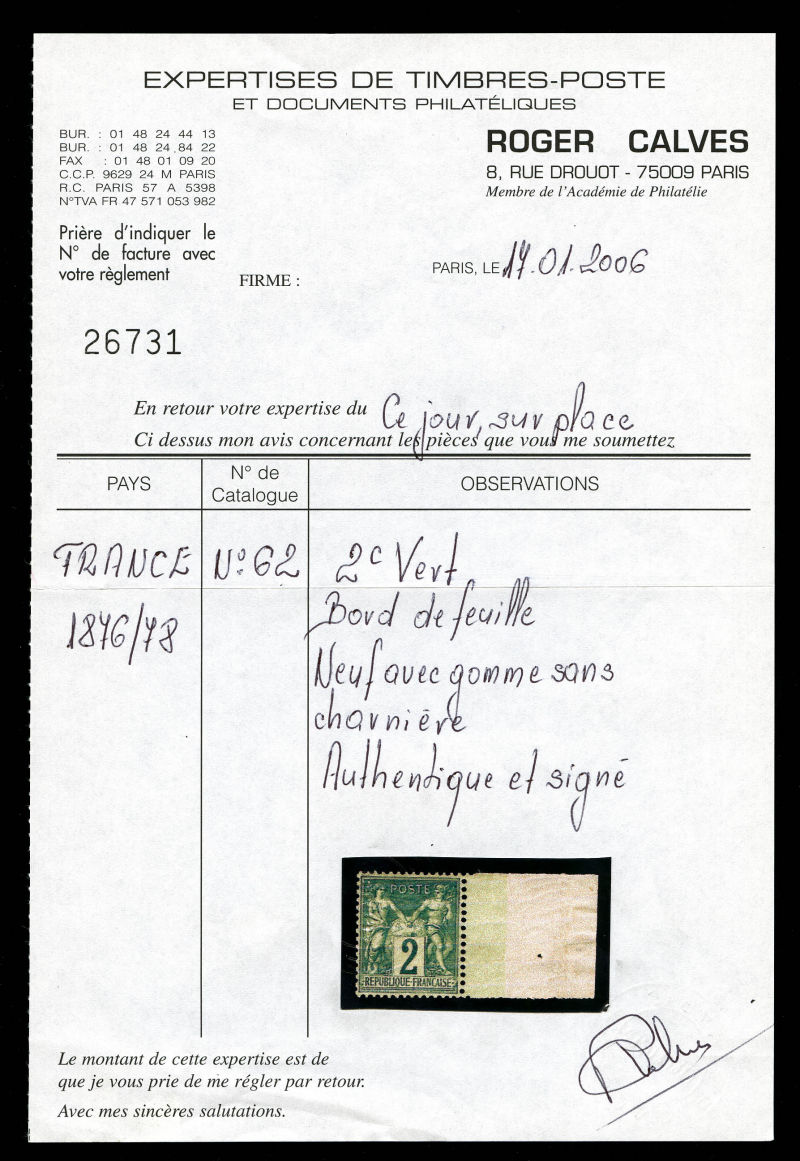 EXPERTISES DE TIMBRES-POSTE
ET DOCUMENTS PHILATÉLIQUES
BUR. : 01 48 24 44 13
BUR. : 01 48 24 84 22
FAX : 01 48 01 09 20
C.C.P. 9629 24 M PARIS
R.C. PARIS 57 A 5398
N°TVA FR 47 571 053 982
ROGER CALVES
8, RUE DROUOT - 75009 PARIS
Membre de l'Académie de Philatélie
Prière d'indiquer le
N° de facture avec
votre règlement
FIRME :
PARIS, LE 17.01.2006
26731
En retour votre expertise du Ce jour, sur place
Ci dessus mon avis concernant les pièces que vous me soumettez
PAYS
N° de
Catalogue
OBSERVATIONS
FRANCE N° 62 2c Vert
1876/78
Bord de feuille
Neuf avec gomme sans
charnière
Authentique et signé
POSTE
2
REPUBLIQUE-FRANÇAISE
Le montant de cette expertise est de
que je vous prie de me régler par retour.
Avec mes sincères salutations.